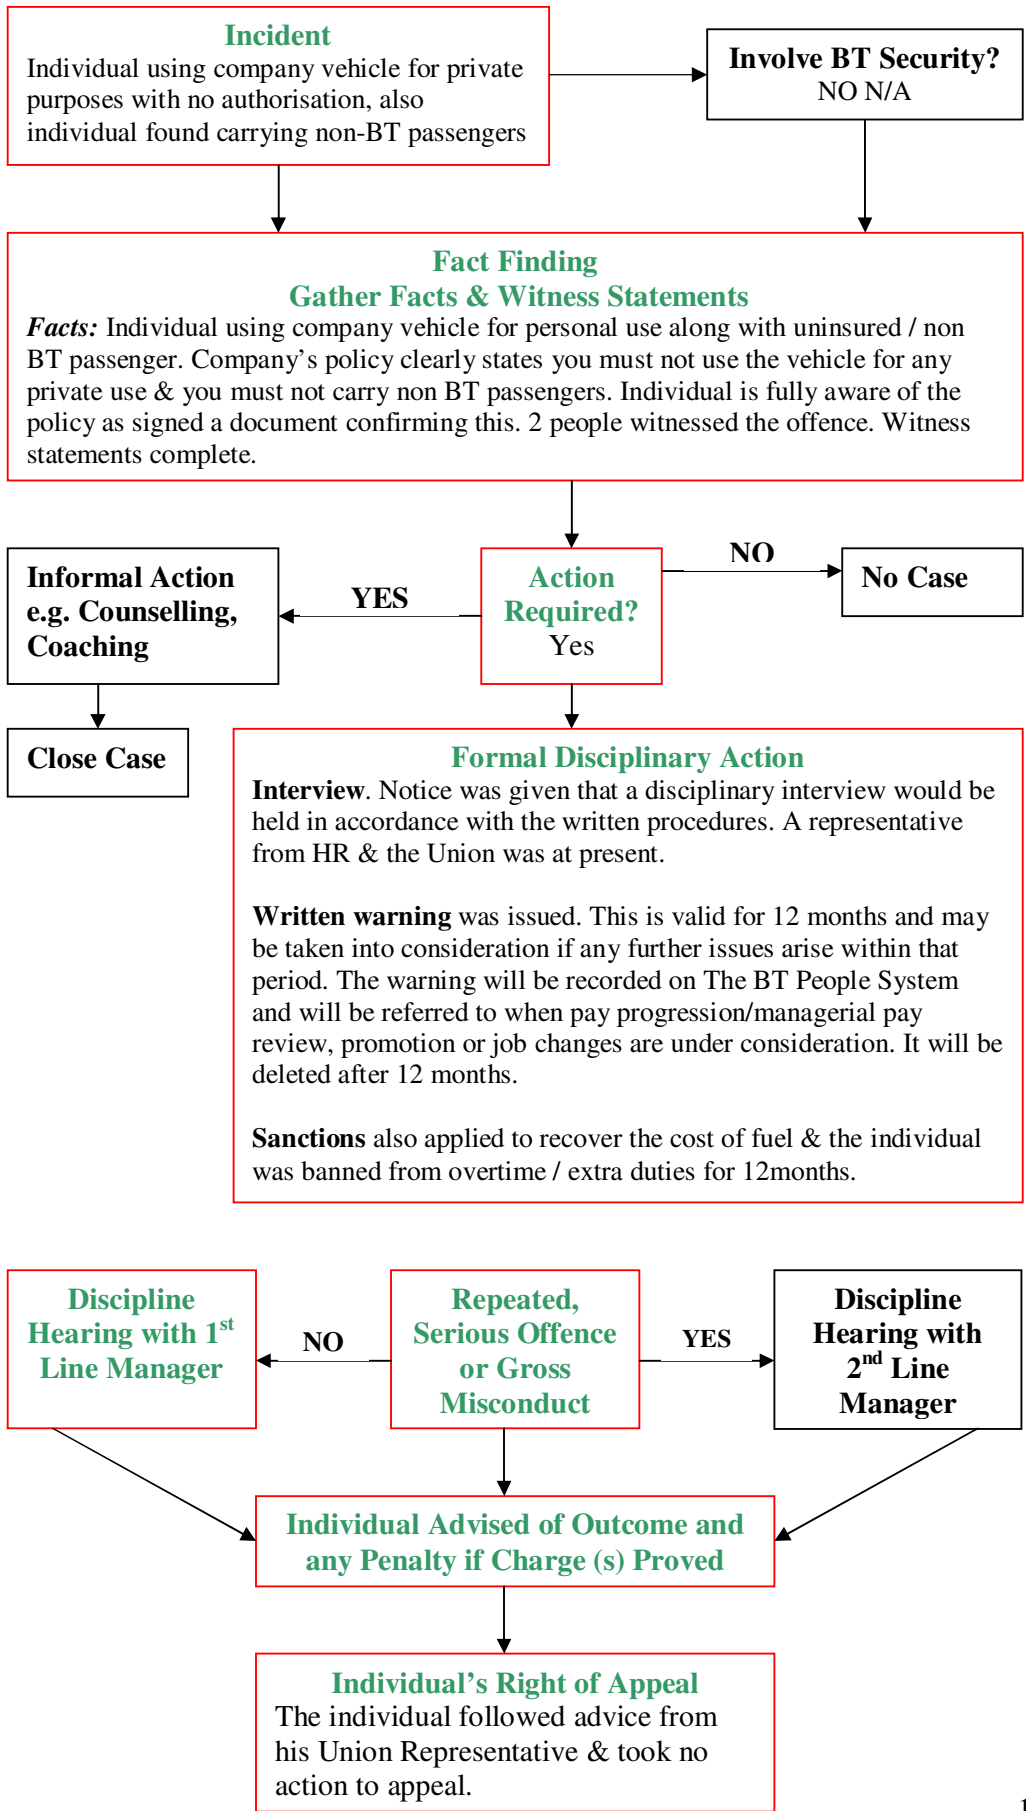 Incident
Individual using company vehicle for private
purposes with no authorisation, also
individual found carrying non-BT passengers
Involve BT Security?
NO N/A
Fact Finding
Gather Facts & Witness Statements
Facts: Individual using company vehicle for personal use along with uninsured / non
BT passenger. Company's policy clearly states you must not use the vehicle for any
private use & you must not carry non BT passengers. Individual is fully aware of the
policy as signed a document confirming this. 2 people witnessed the offence. Witness
statements complete.
Informal Action
e.g. Counselling,
Coaching
YES
Action
Required?
Yes
NO
No Case
Close Case
Formal Disciplinary Action
Interview. Notice was given that a disciplinary interview would be
held in accordance with the written procedures. A representative
from HR & the Union was at present.
Written warning was issued. This is valid for 12 months and may
be taken into consideration if any further issues arise within that
period. The warning will be recorded on The BT People System
and will be referred to when pay progression/managerial pay
review, promotion or job changes are under consideration. It will be
deleted after 12 months.
Sanctions also applied to recover the cost of fuel & the individual
was banned from overtime / extra duties for 12months.
Discipline
Hearing with 1st
Line Manager
NO
Repeated,
Serious Offence
or Gross
Misconduct
YES
Discipline
Hearing with
2nd Line
Manager
Individual Advised of Outcome and
any Penalty if Charge (s) Proved
Individual's Right of Appeal
The individual followed advice from
his Union Representative & took no
action to appeal.
1